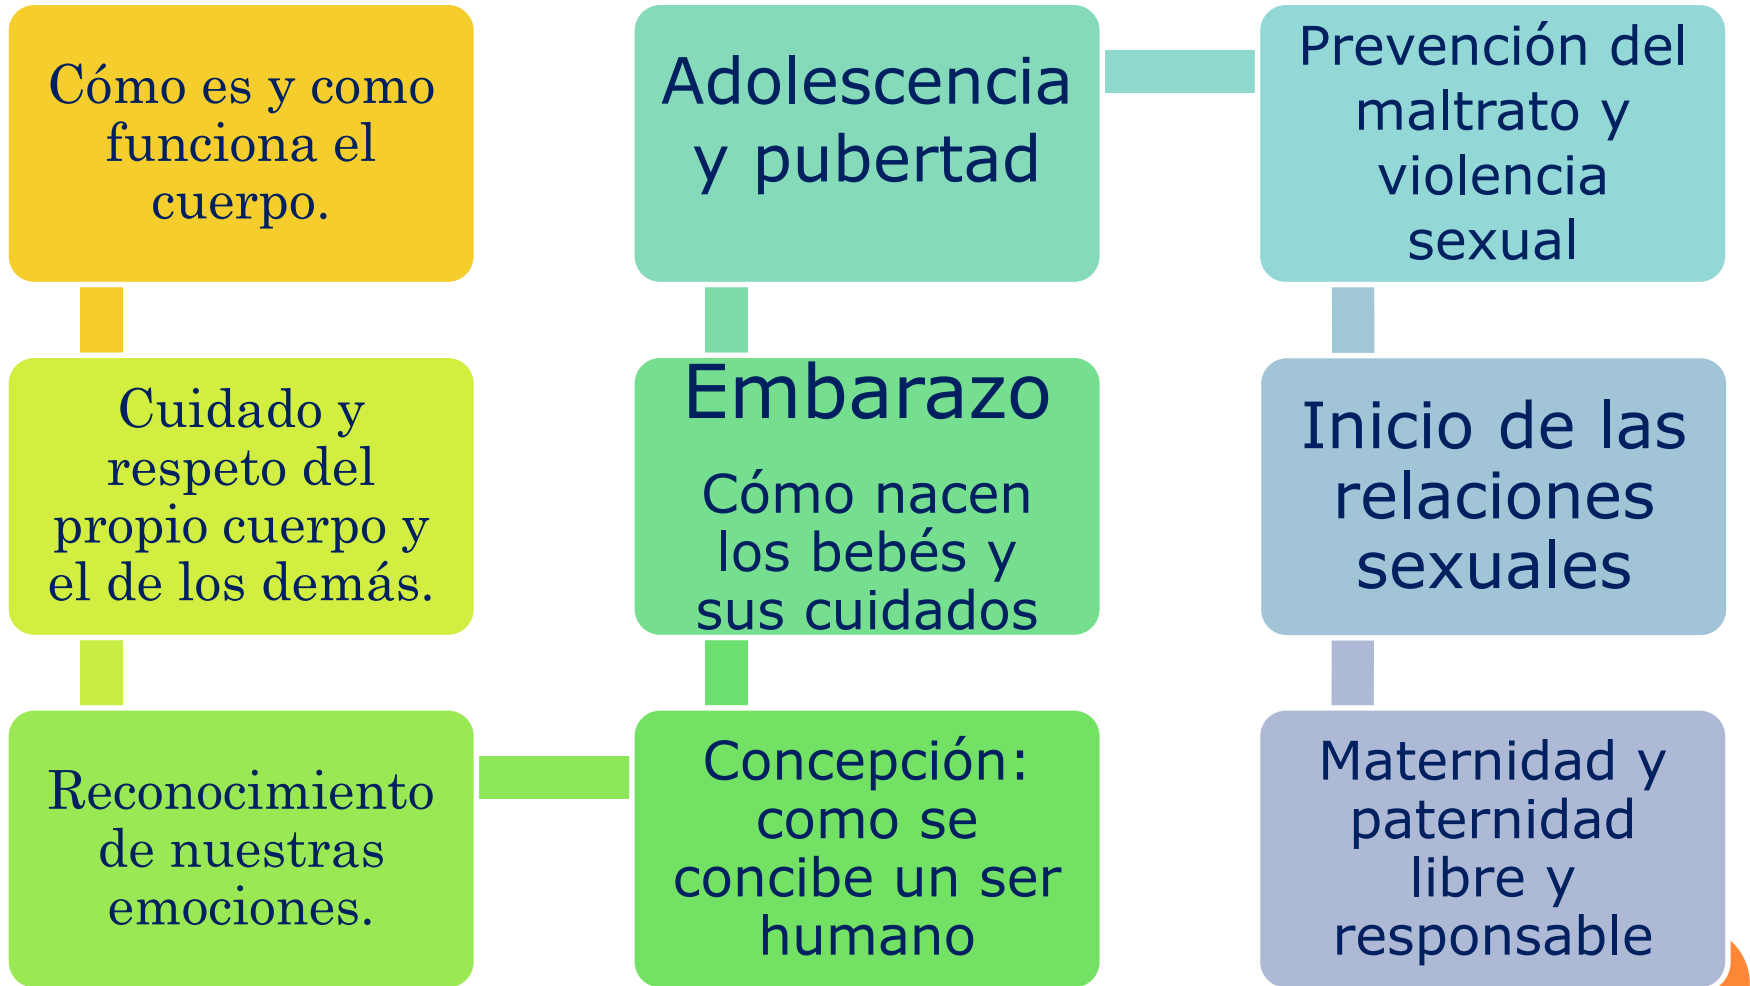 Cómo es y como
funciona el
cuerpo.
Cuidado y
respeto del
propio cuerpo y
el de los demás.
Reconocimiento
de nuestras
emociones.
Concepción:
como se
concibe un ser
humano
Embarazo
Cómo nacen
los bebés y
sus cuidados
Adolescencia
y pubertad
Prevención del
maltrato y
violencia
sexual
Inicio de las
relaciones
sexuales
Maternidad y
paternidad
libre y
responsable